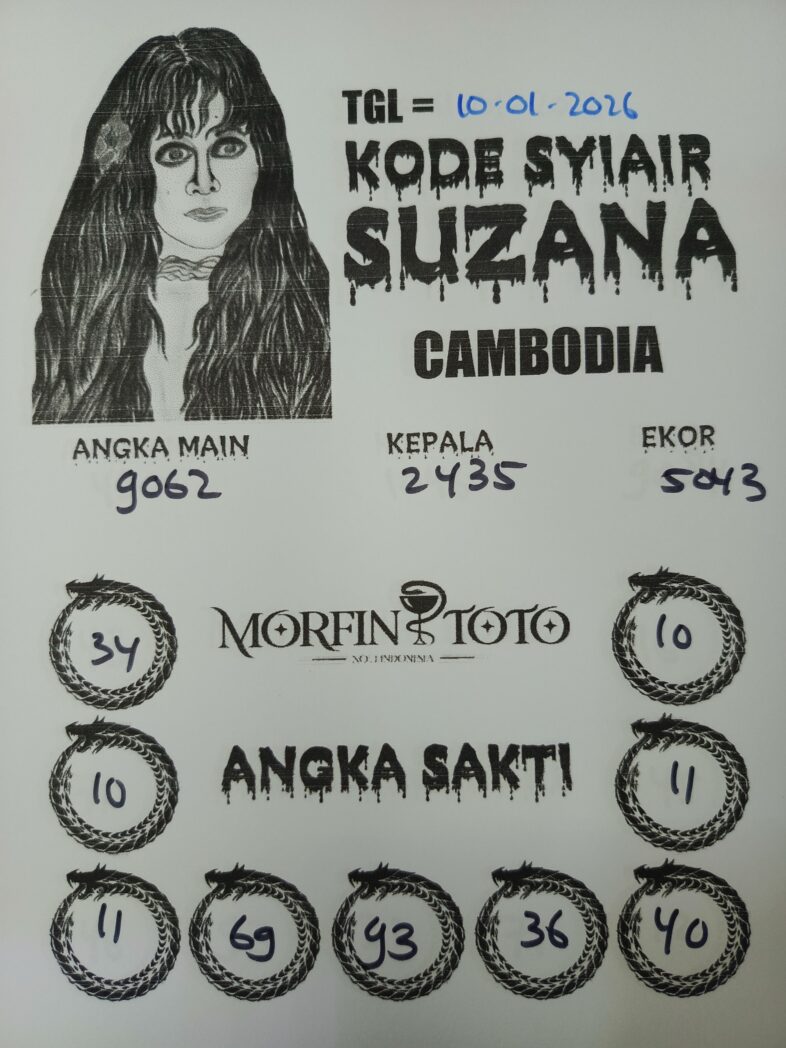 TGL = 10-01-2026
KODE SYIAIR
SUZANA
CAMBODIA
ANGKA MAIN KEPALA EKOR
9062 2435 5043
34 MORFIN TOTO 10
NO.1 INDONESIA
10 ANGKA SAKTI 11
11 69 93 36 40